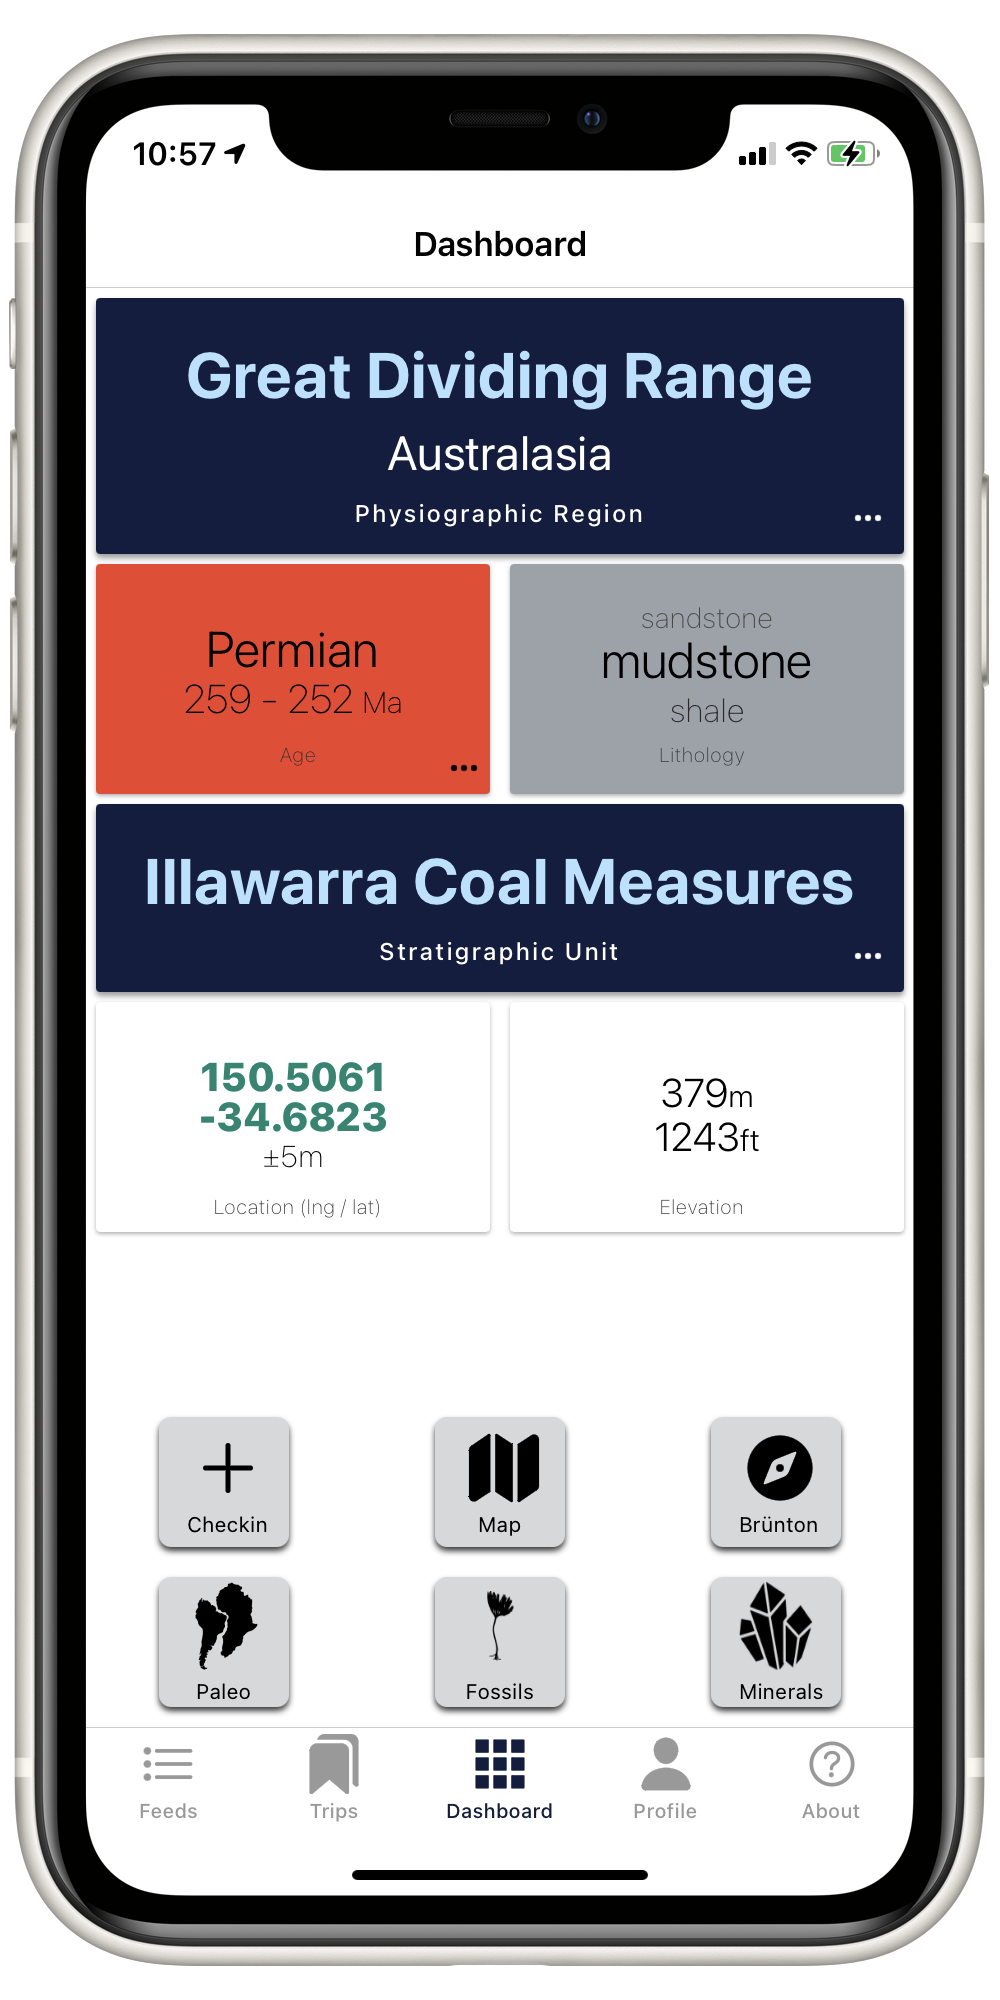 10:57
Dashboard
Great Dividing Range
Australasia
Physiographic Region
Permian
259 - 252 Ma
Age
sandstone
mudstone
shale
Lithology
Illawarra Coal Measures
Stratigraphic Unit
150.5061
-34.6823
±5m
Location (lng / lat)
379m
1243ft
Elevation
Checkin
Map
Brünton
Paleo
Fossils
Minerals
Feeds
Trips
Dashboard
Profile
About